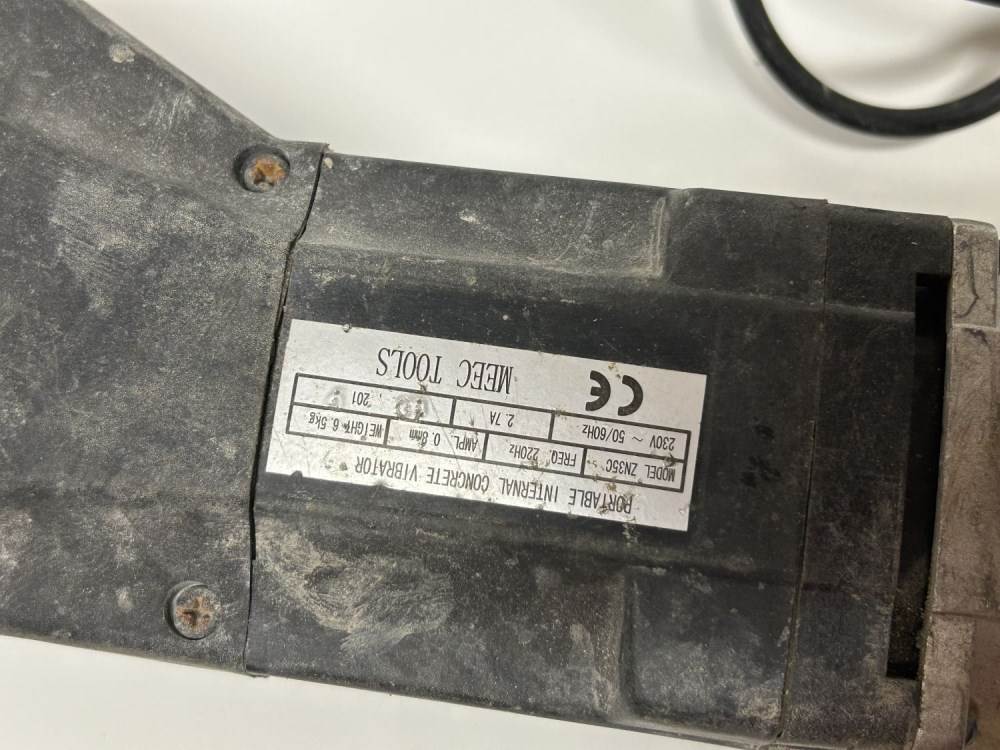 PORTABLE INTERNAL CONCRETE VIBRATOR
MODEL ZN35C FREQ. 220Hz AMPL. 0.8mm WEIGHT 6.5kg
230V ～ 50/60Hz 2.7A 201
CE MEEC TOOLS